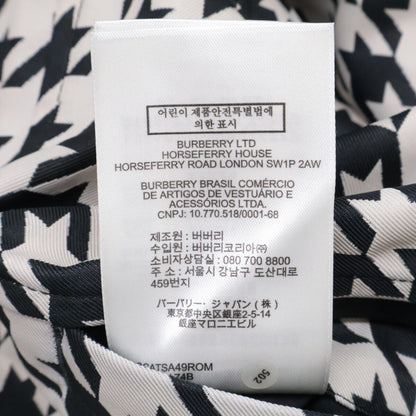 어린이 제품안전특별법에
의한 표시
BURBERRY LTD
HORSEFERRY HOUSE
HORSEFERRY ROAD LONDON SW1P 2AW
BURBERRY BRASIL COMÉRCIO
DE ARTIGOS DE VESTUÁRIO E
ACESSÓRIOS LTDA.
CNPJ: 10.770.518/0001-68
제조원 : 버버리
수입원 : 버버리코리아㈜
소비자상담실 : 080 700 8800
주소 : 서울시 강남구 도산대로
459번지
バーバリー・ジャパン(株)
東京都中央区銀座2-5-14
銀座マロニエビル
502